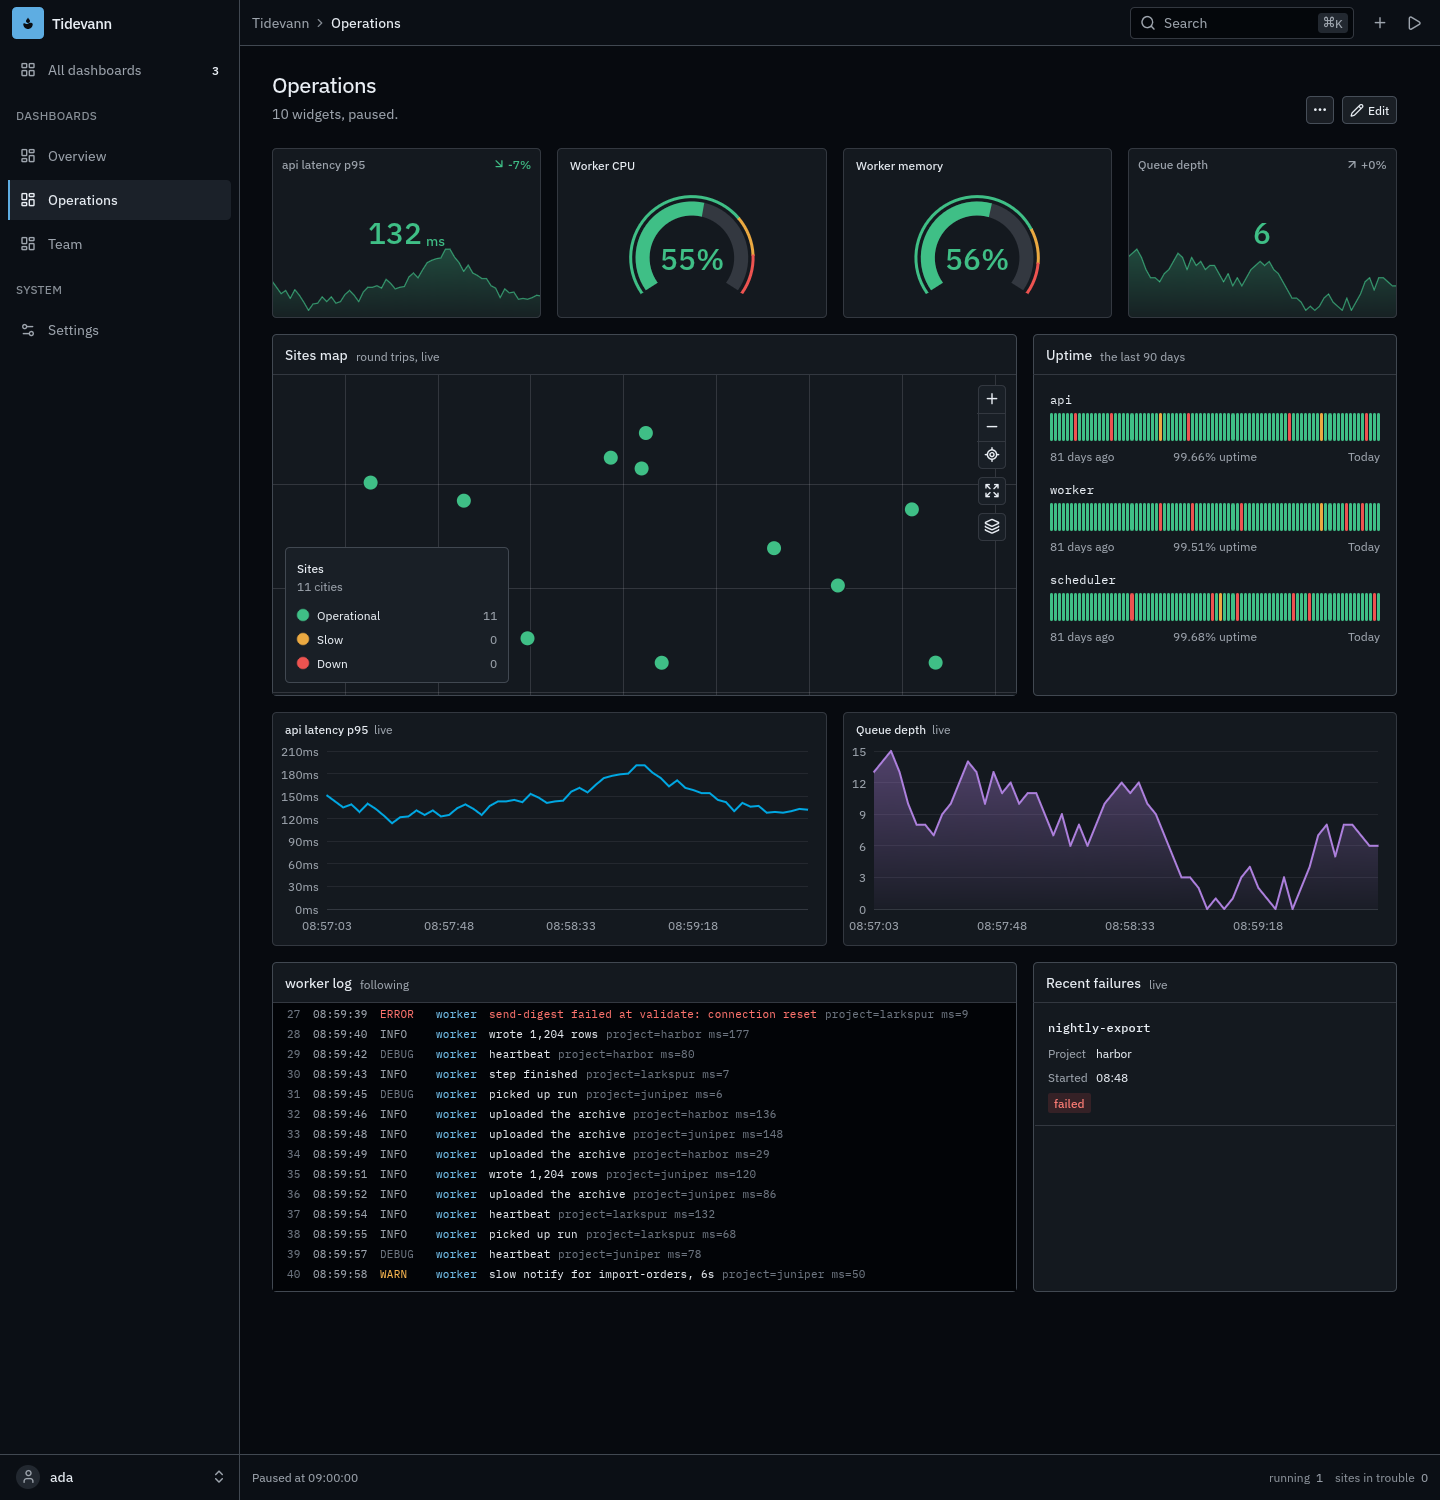 Tidevann
All dashboards 3
DASHBOARDS
Overview
Operations
Team
SYSTEM
Settings
ada
Tidevann > Operations
Search ⌘K
Operations
10 widgets, paused.
Edit
api latency p95 -7%
132 ms
Worker CPU
55%
Worker memory
56%
Queue depth +0%
6
Sites map round trips, live
Sites
11 cities
Operational 11
Slow 0
Down 0
Uptime the last 90 days
api
81 days ago 99.66% uptime Today
worker
81 days ago 99.51% uptime Today
scheduler
81 days ago 99.68% uptime Today
api latency p95 live
210ms
180ms
150ms
120ms
90ms
60ms
30ms
0ms
08:57:03 08:57:48 08:58:33 08:59:18
Queue depth live
15
12
9
6
3
0
08:57:03 08:57:48 08:58:33 08:59:18
worker log following
27 08:59:39 ERROR worker send-digest failed at validate: connection reset project=larkspur ms=9
28 08:59:40 INFO worker wrote 1,204 rows project=harbor ms=177
29 08:59:42 DEBUG worker heartbeat project=harbor ms=80
30 08:59:43 INFO worker step finished project=larkspur ms=7
31 08:59:45 DEBUG worker picked up run project=juniper ms=6
32 08:59:46 INFO worker uploaded the archive project=harbor ms=136
33 08:59:48 INFO worker uploaded the archive project=juniper ms=148
34 08:59:49 INFO worker uploaded the archive project=harbor ms=29
35 08:59:51 INFO worker wrote 1,204 rows project=juniper ms=120
36 08:59:52 INFO worker uploaded the archive project=juniper ms=86
37 08:59:54 INFO worker heartbeat project=larkspur ms=132
38 08:59:55 INFO worker picked up run project=larkspur ms=68
39 08:59:57 DEBUG worker heartbeat project=juniper ms=78
40 08:59:58 WARN worker slow notify for import-orders, 6s project=juniper ms=50
Recent failures live
nightly-export
Project harbor
Started 08:48
failed
Paused at 09:00:00
running 1 sites in trouble 0